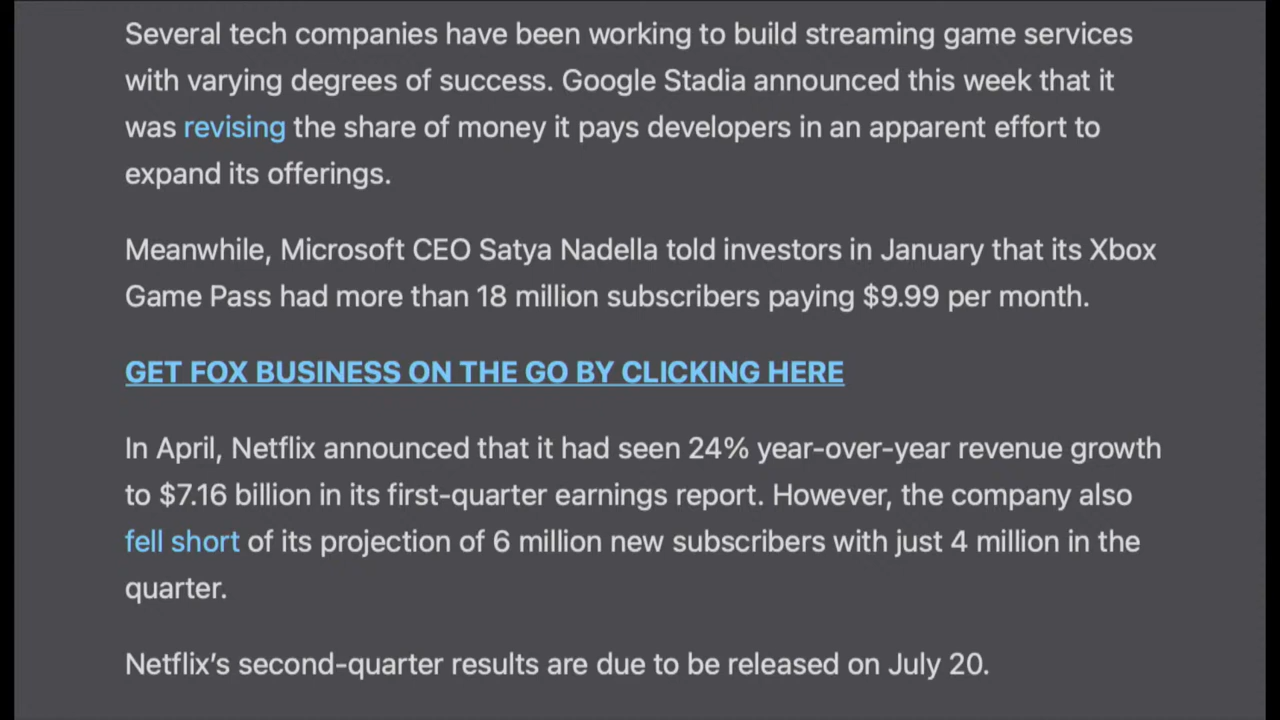 Several tech companies have been working to build streaming game services
with varying degrees of success. Google Stadia announced this week that it
was revising the share of money it pays developers in an apparent effort to
expand its offerings.
Meanwhile, Microsoft CEO Satya Nadella told investors in January that its Xbox
Game Pass had more than 18 million subscribers paying $9.99 per month.
GET FOX BUSINESS ON THE GO BY CLICKING HERE
In April, Netflix announced that it had seen 24% year-over-year revenue growth
to $7.16 billion in its first-quarter earnings report. However, the company also
fell short of its projection of 6 million new subscribers with just 4 million in the
quarter.
Netflix’s second-quarter results are due to be released on July 20.